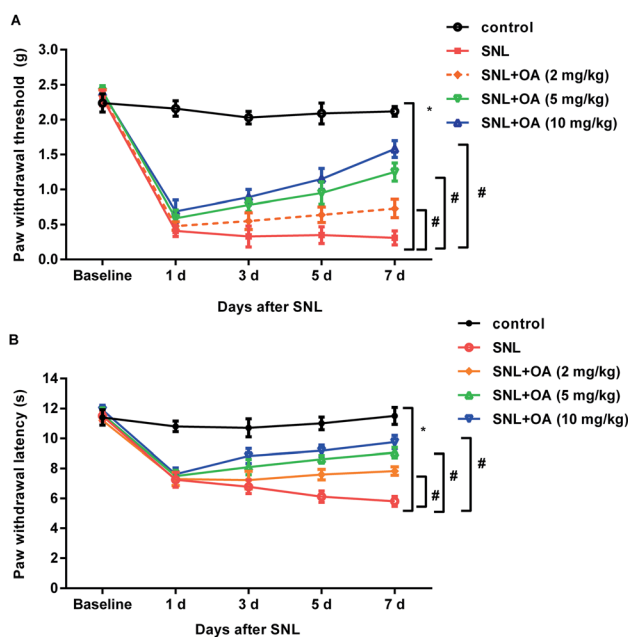 A
control
SNL
SNL+OA (2 mg/kg)
SNL+OA (5 mg/kg)
SNL+OA (10 mg/kg)
Paw withdrawal threshold (g)
3.0
2.5
2.0
1.5
1.0
0.5
0.0
*
#
#
#
Baseline 1 d 3 d 5 d 7 d
Days after SNL
B
control
SNL
SNL+OA (2 mg/kg)
SNL+OA (5 mg/kg)
SNL+OA (10 mg/kg)
Paw withdrawal latency (s)
14
12
10
8
6
4
2
0
*
#
#
#
Baseline 1 d 3 d 5 d 7 d
Days after SNL